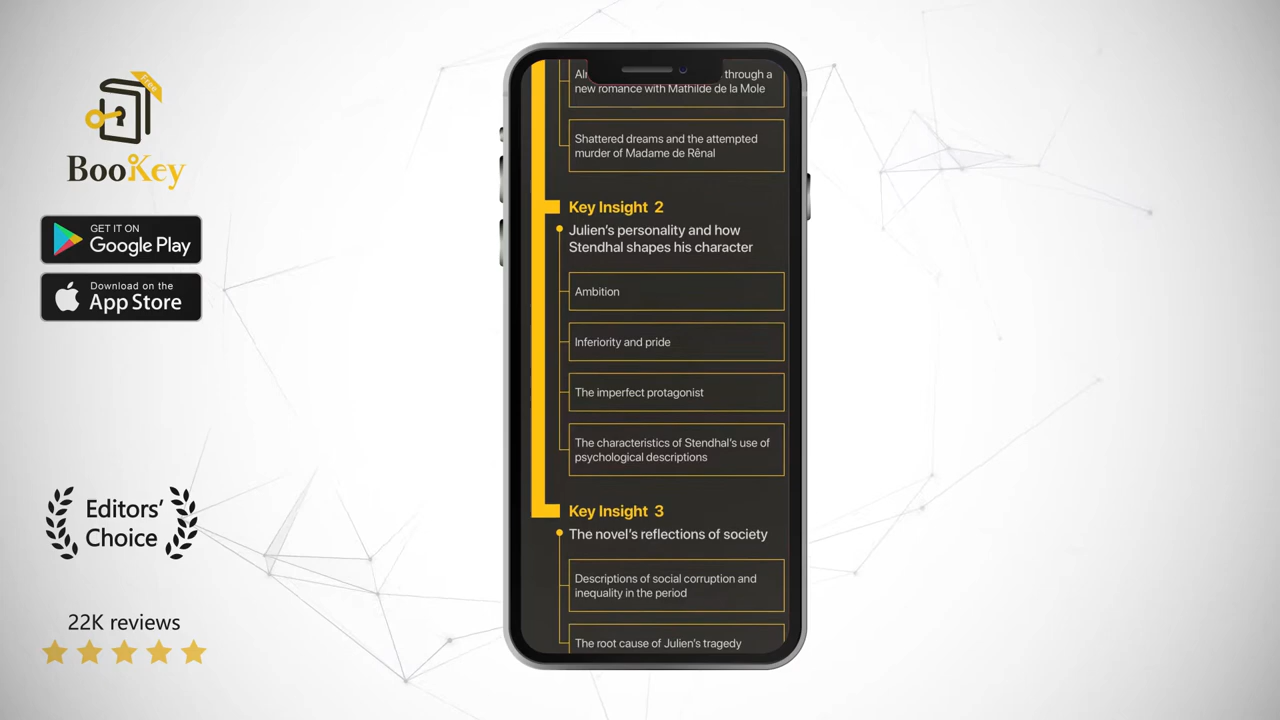 Free
BooKey
GET IT ON
Google Play
Download on the
App Store
Editors'
Choice
22K reviews
through a
new romance with Mathilde de la Mole
Shattered dreams and the attempted
murder of Madame de Rênal
Key Insight 2
Julien's personality and how
Stendhal shapes his character
Ambition
Inferiority and pride
The imperfect protagonist
The characteristics of Stendhal's use of
psychological descriptions
Key Insight 3
The novel's reflections of society
Descriptions of social corruption and
inequality in the period
The root cause of Julien's tragedy